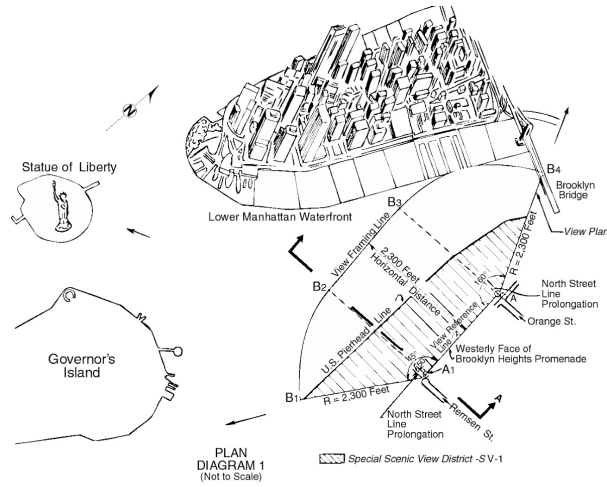 N
Statue of Liberty
Lower Manhattan Waterfront
B4
Brooklyn
Bridge
View Plan
B3
View Framing Line
2,300 Feet
Horizontal Distance
R = 2,300 Feet
160°
North Street
Line
Prolongation
A
Orange St.
B2
U.S. Pierhead Line
View Reference
Line
Westerly Face of
Brooklyn Heights Promenade
45°
A1
B1
R = 2,300 Feet
A
Remsen St.
North Street
Line
Prolongation
Governor's
Island
PLAN
DIAGRAM 1
(Not to Scale)
Special Scenic View District -S V-1